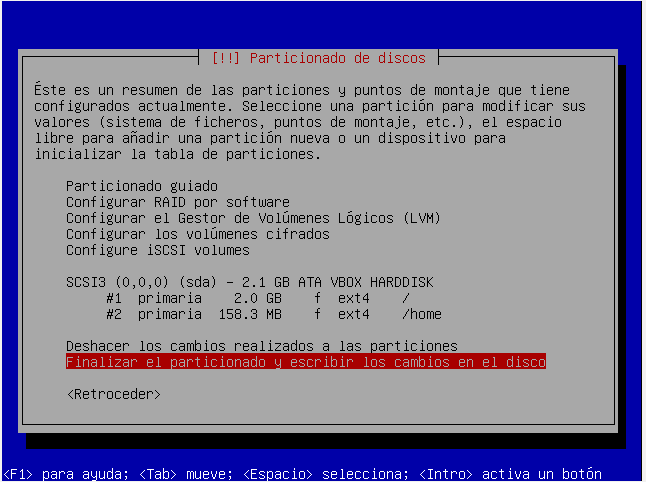 [!!] Particionado de discos
Éste es un resumen de las particiones y puntos de montaje que tiene
configurados actualmente. Seleccione una partición para modificar sus
valores (sistema de ficheros, puntos de montaje, etc.), el espacio
libre para añadir una partición nueva o un dispositivo para
inicializar la tabla de particiones.
Particionado guiado
Configurar RAID por software
Configurar el Gestor de Volúmenes Lógicos (LVM)
Configurar los volúmenes cifrados
Configure iSCSI volumes
SCSI3 (0,0,0) (sda) - 2.1 GB ATA VBOX HARDDISK
#1 primaria 2.0 GB f ext4 /
#2 primaria 158.3 MB f ext4 /home
Deshacer los cambios realizados a las particiones
Finalizar el particionado y escribir los cambios en el disco
<Retroceder>
<F1> para ayuda; <Tab> mueve; <Espacio> selecciona; <Intro> activa un botón